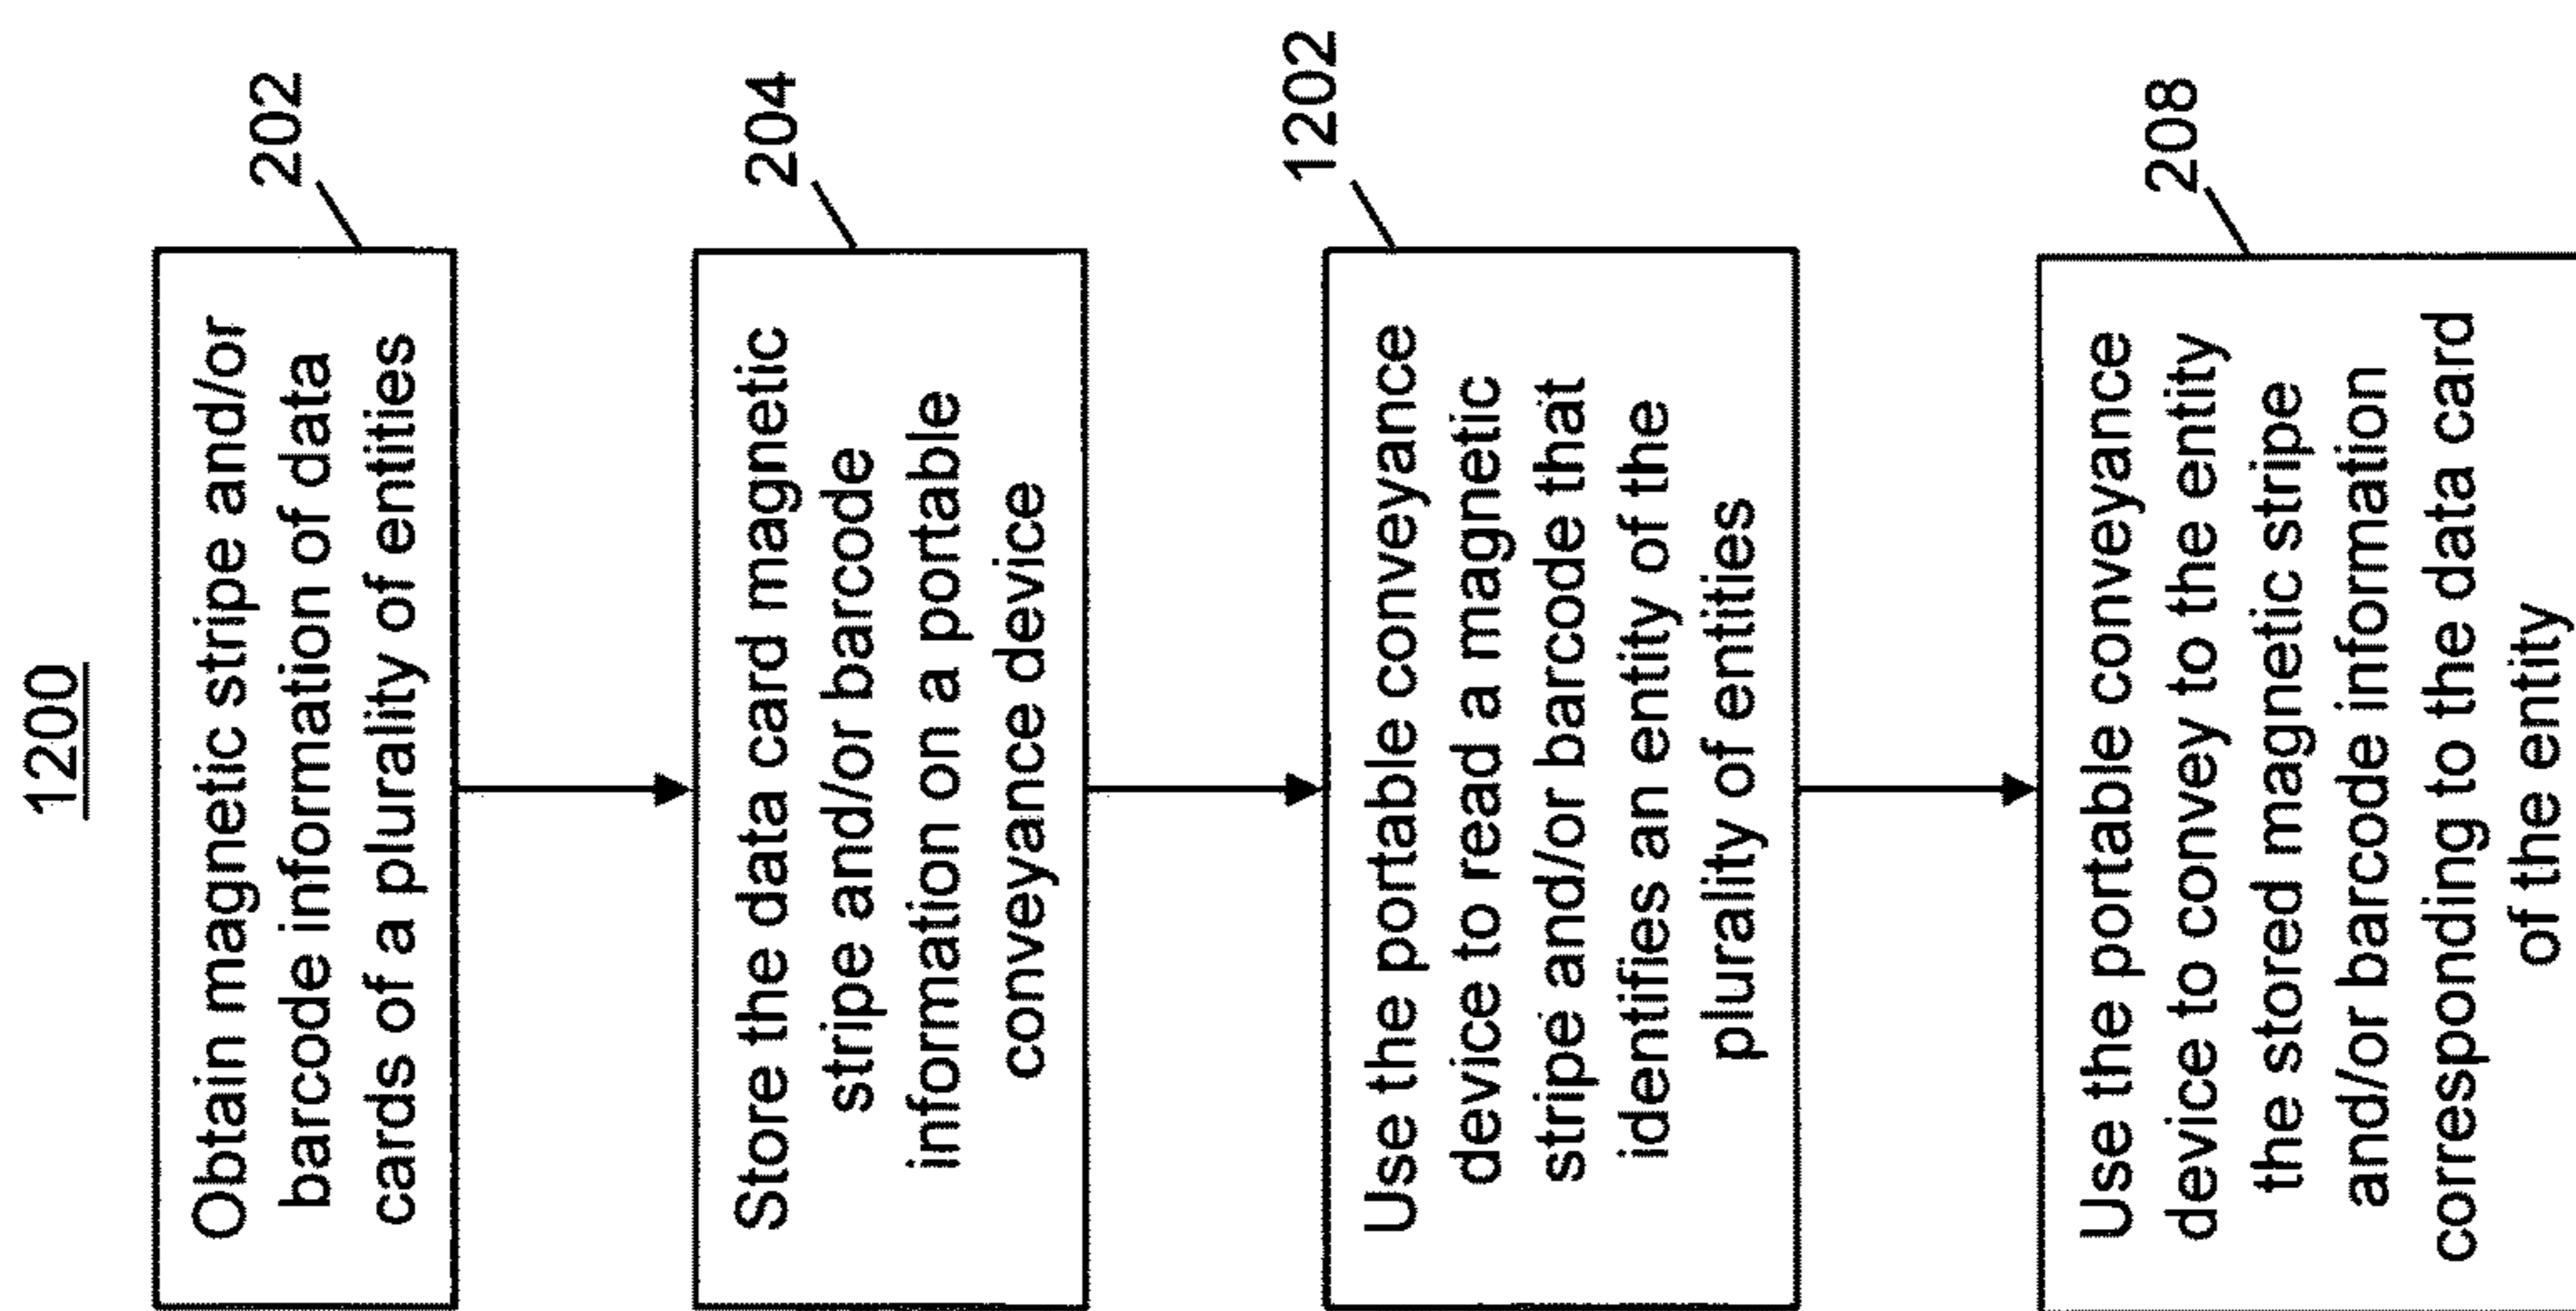 1200
202
Obtain magnetic stripe and/or
barcode information of data
cards of a plurality of entities
204
Store the data card magnetic
stripe and/or barcode
information on a portable
conveyance device
1202
Use the portable conveyance
device to read a magnetic
stripe and/or barcode that
identifies an entity of the
plurality of entities
208
Use the portable conveyance
device to convey to the entity
the stored magnetic stripe
and/or barcode information
corresponding to the data card
of the entity